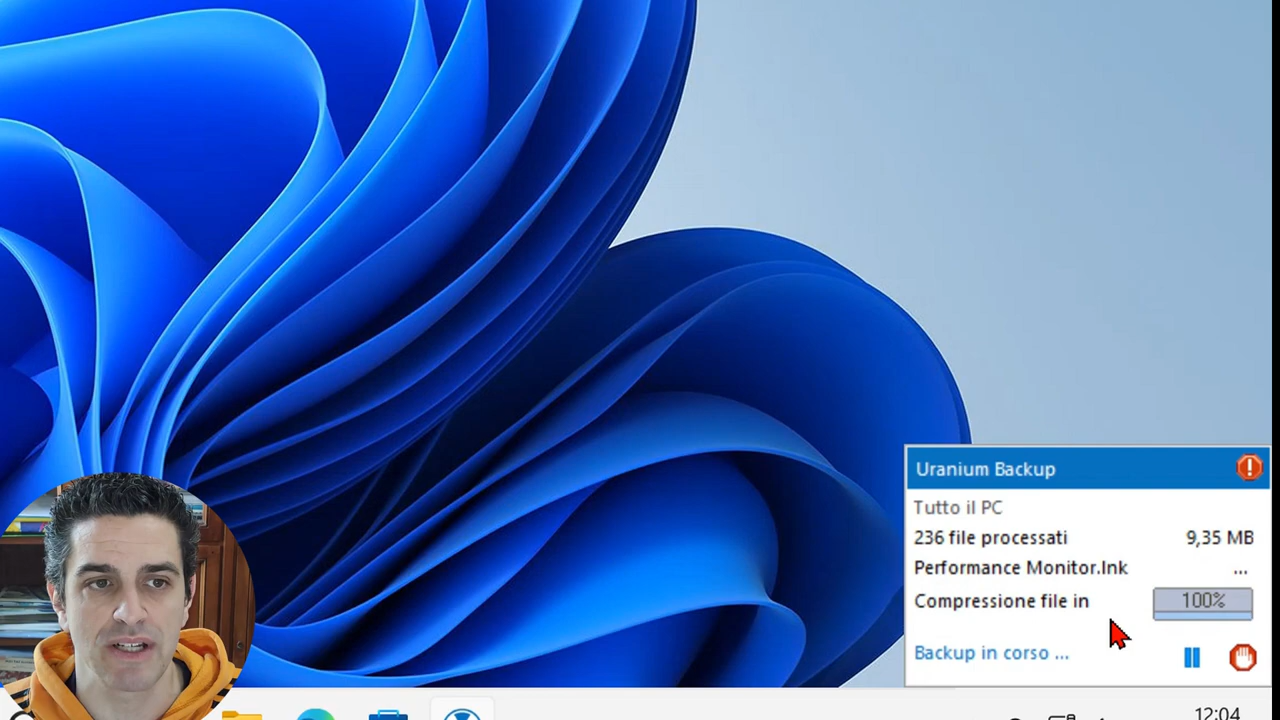 Uranium Backup
Tutto il PC
236 file processati 9,35 MB
Performance Monitor.lnk ...
Compressione file in 100%
Backup in corso ...
12:04